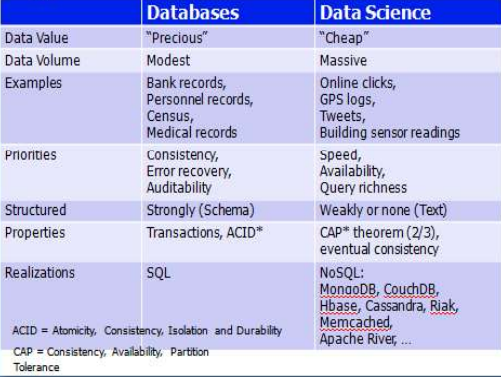 Databases Data Science
Data Value "Precious" "Cheap"
Data Volume Modest Massive
Examples Bank records, Online clicks,
Personnel records, GPS logs,
Census, Tweets,
Medical records Building sensor readings
Priorities Consistency, Speed,
Error recovery, Availability,
Auditability Query richness
Structured Strongly (Schema) Weakly or none (Text)
Properties Transactions, ACID* CAP* theorem (2/3),
eventual consistency
Realizations SQL NoSQL:
MongoDB, CouchDB,
Hbase, Cassandra, Riak,
Memcached,
Apache River, ...
ACID = Atomicity, Consistency, Isolation and Durability
CAP = Consistency, Availability, Partition
Tolerance